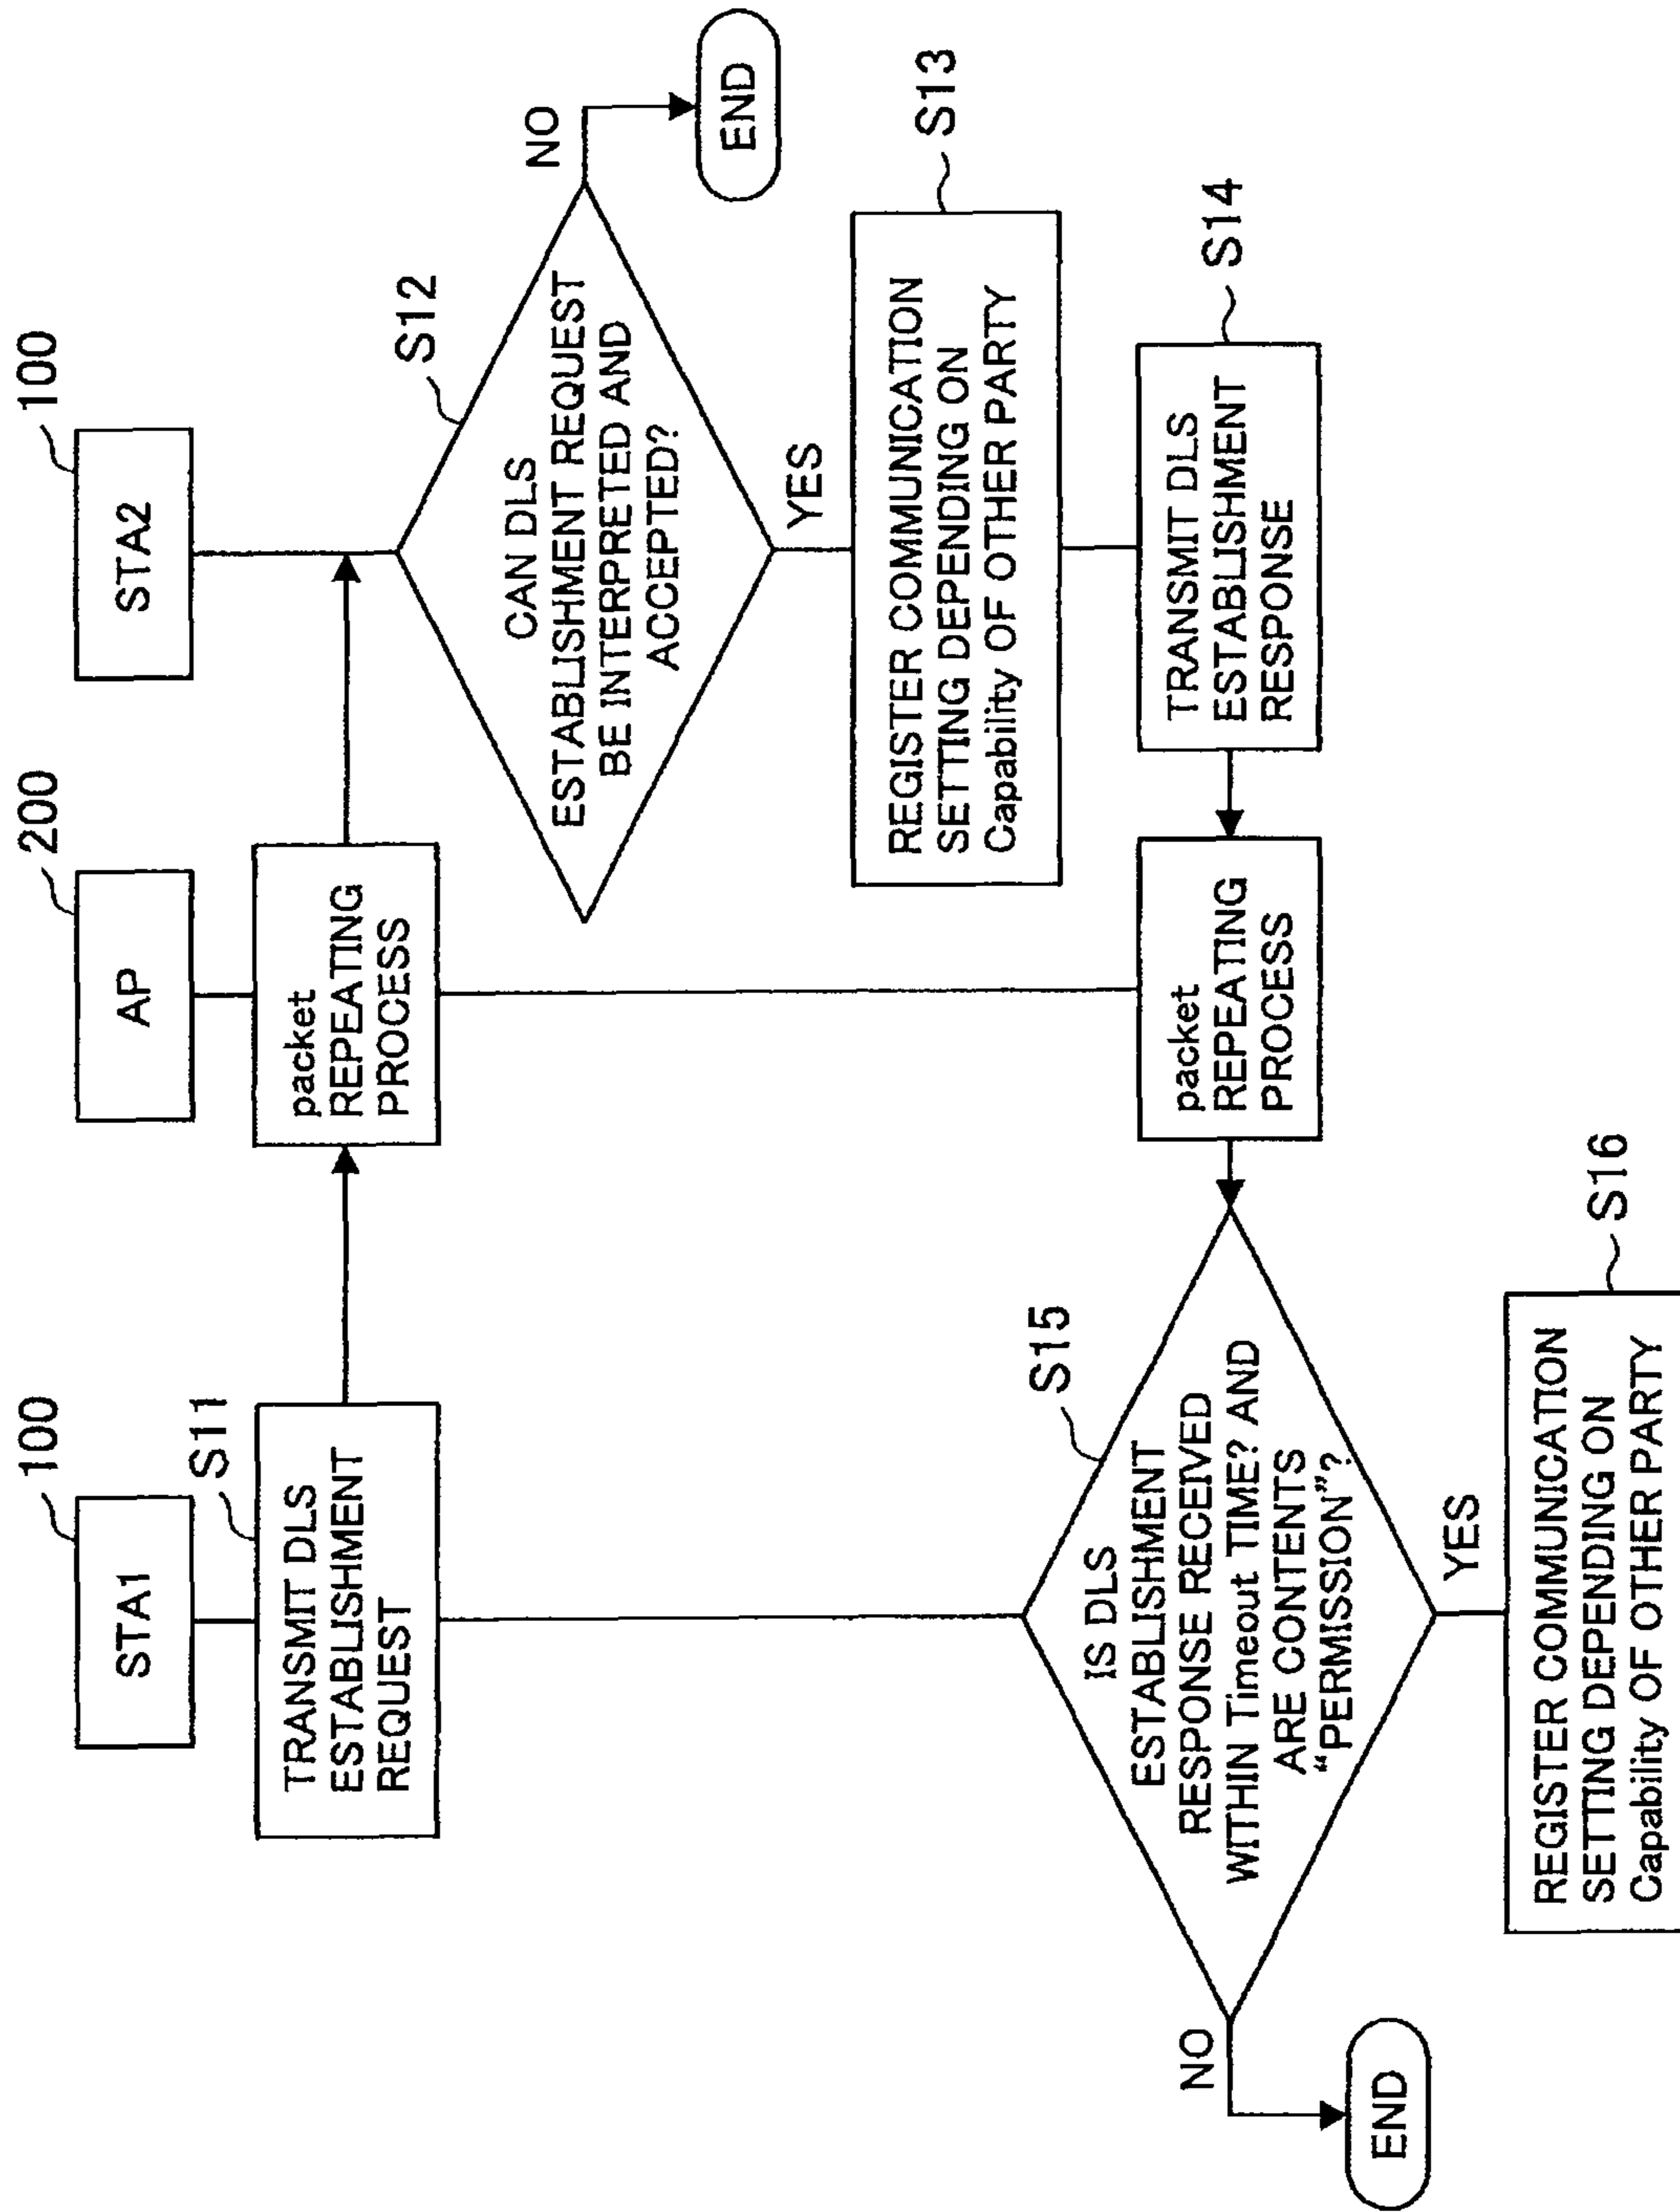 100
STA1
200
AP
100
STA2
S11
TRANSMIT DLS
ESTABLISHMENT
REQUEST
packet
REPEATING
PROCESS
S12
CAN DLS
ESTABLISHMENT REQUEST
BE INTERPRETED AND
ACCEPTED?
NO
END
YES
S13
REGISTER COMMUNICATION
SETTING DEPENDING ON
Capability OF OTHER PARTY
S14
TRANSMIT DLS
ESTABLISHMENT
RESPONSE
packet
REPEATING
PROCESS
S15
IS DLS
ESTABLISHMENT
RESPONSE RECEIVED
WITHIN Timeout TIME? AND
ARE CONTENTS
“PERMISSION”?
NO
END
YES
S16
REGISTER COMMUNICATION
SETTING DEPENDING ON
Capability OF OTHER PARTY